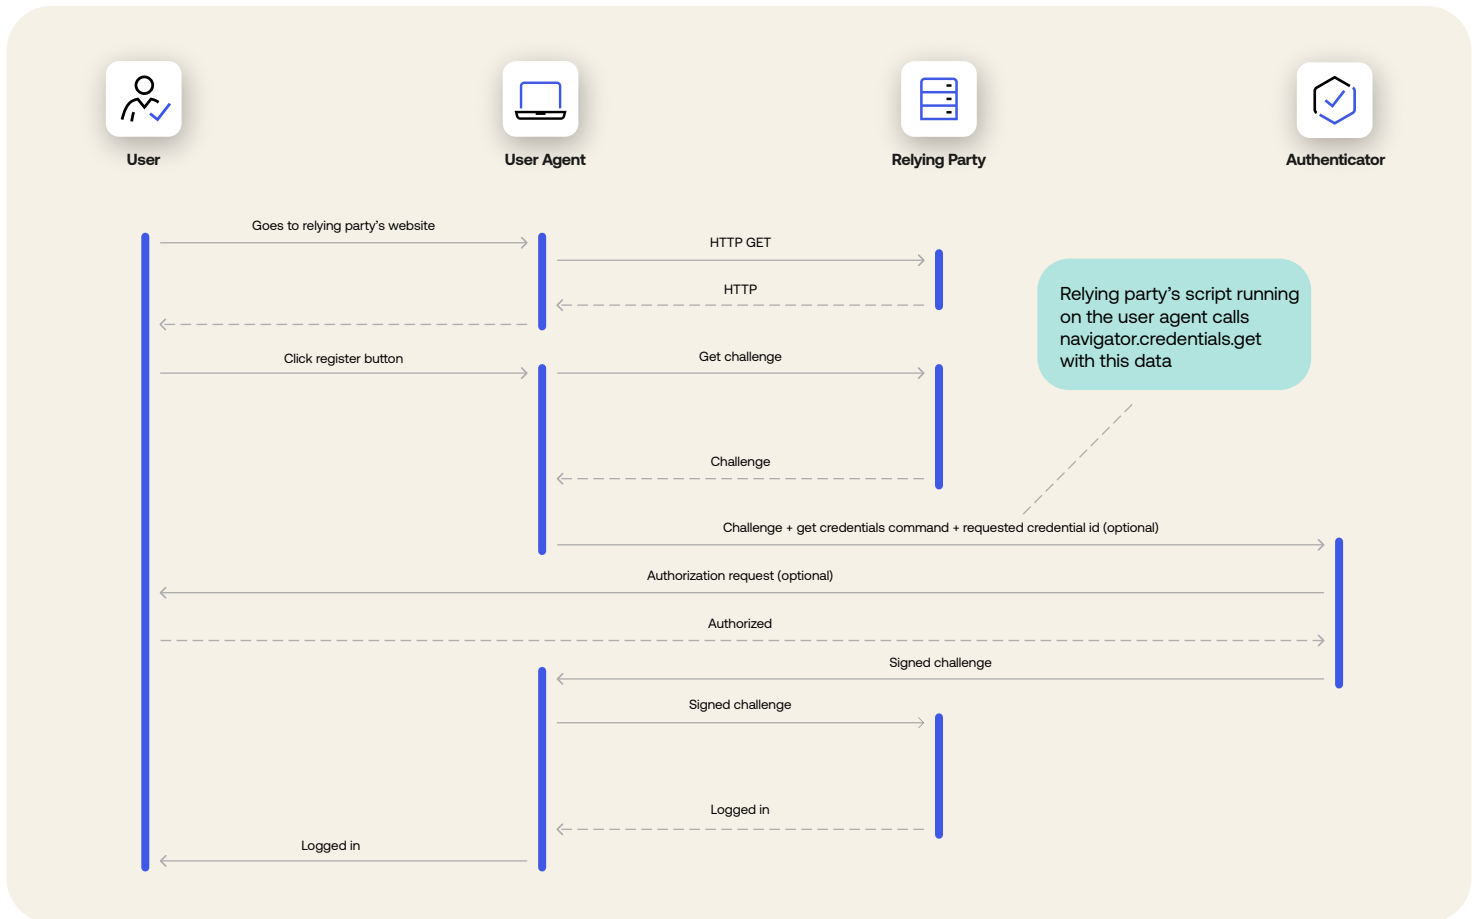 User
User Agent
Relying Party
Authenticator
Goes to relying party’s website
HTTP GET
HTTP
Relying party’s script running
on the user agent calls
navigator.credentials.get
with this data
Click register button
Get challenge
Challenge
Challenge + get credentials command + requested credential id (optional)
Authorization request (optional)
Authorized
Signed challenge
Signed challenge
Logged in
Logged in